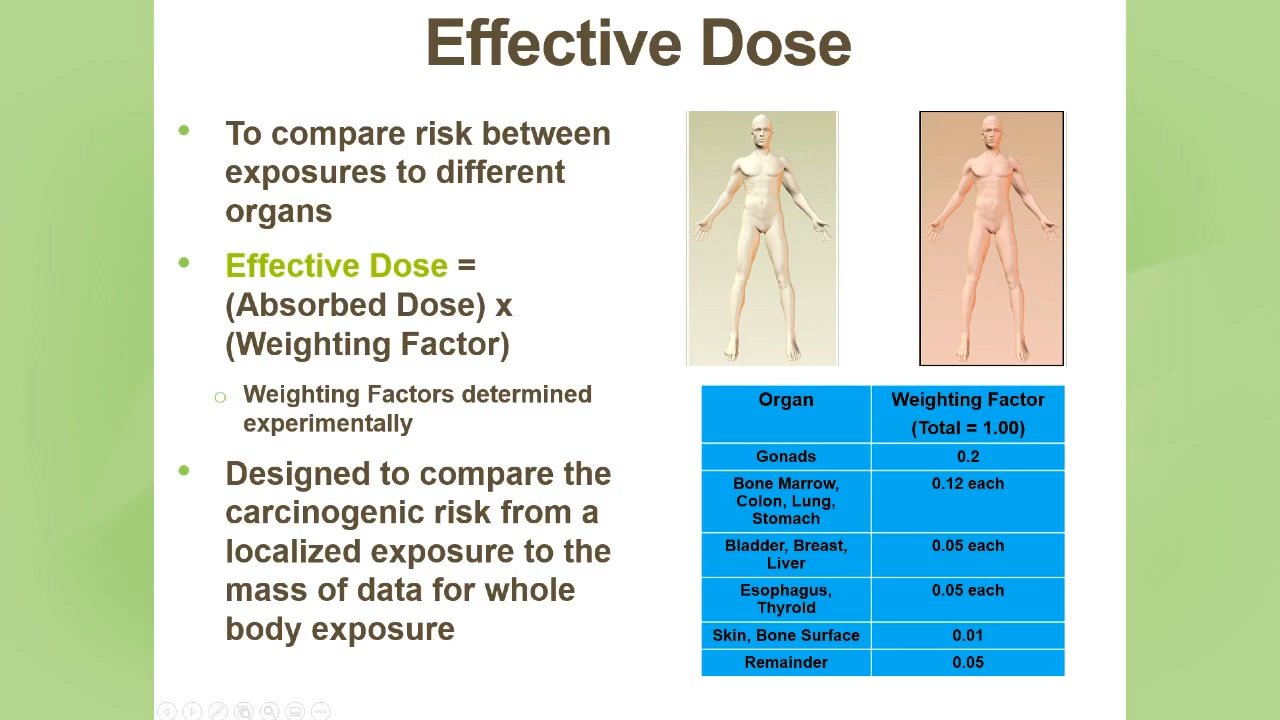 Effective Dose
• To compare risk between
exposures to different
organs
• Effective Dose =
(Absorbed Dose) x
(Weighting Factor)
○ Weighting Factors determined
experimentally
• Designed to compare the
carcinogenic risk from a
localized exposure to the
mass of data for whole
body exposure
Organ
Weighting Factor
(Total = 1.00)
Gonads
0.2
Bone Marrow,
Colon, Lung,
Stomach
0.12 each
Bladder, Breast,
Liver
0.05 each
Esophagus,
Thyroid
0.05 each
Skin, Bone Surface
0.01
Remainder
0.05